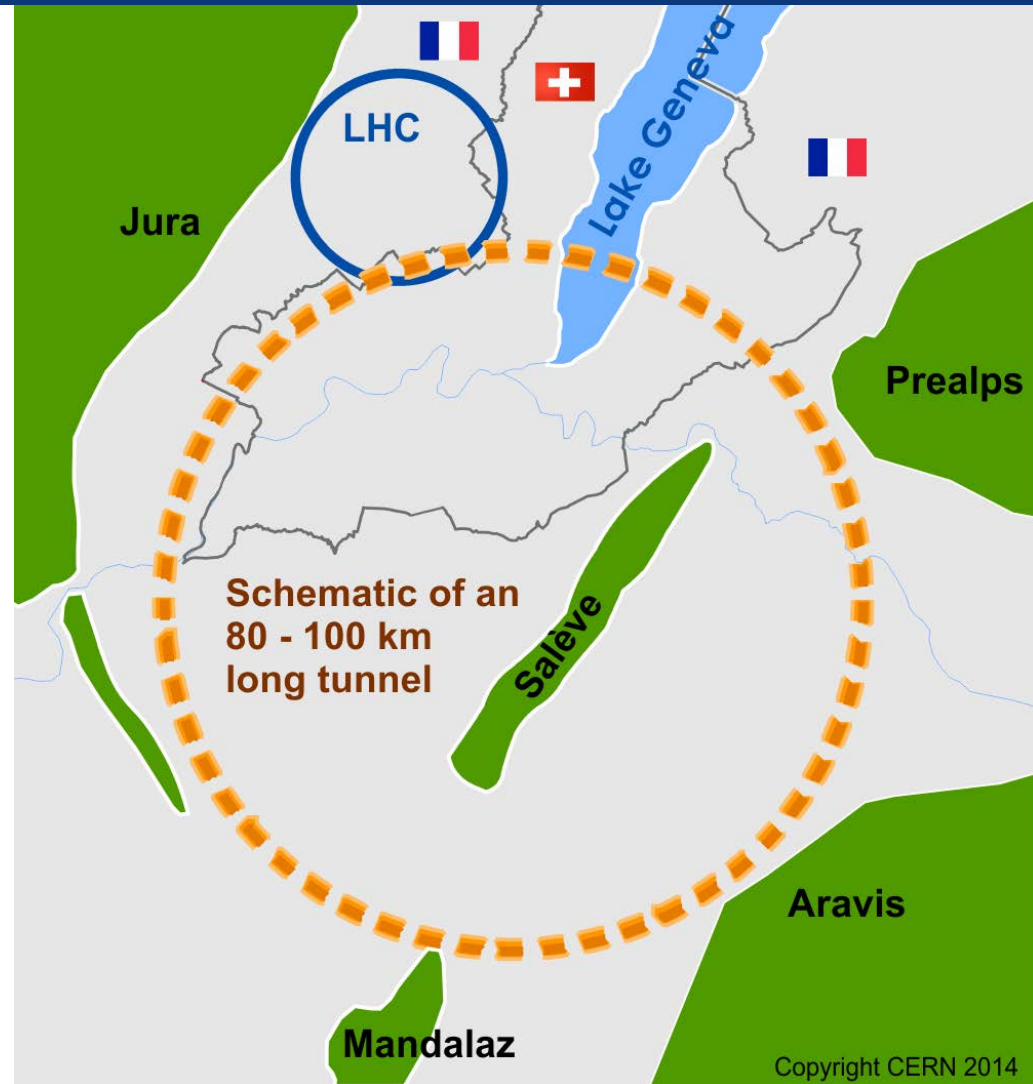 LHC
Lake Geneva
Jura
Prealps
Schematic of an
80 - 100 km
long tunnel
Salève
Aravis
Mandalaz
Copyright CERN 2014